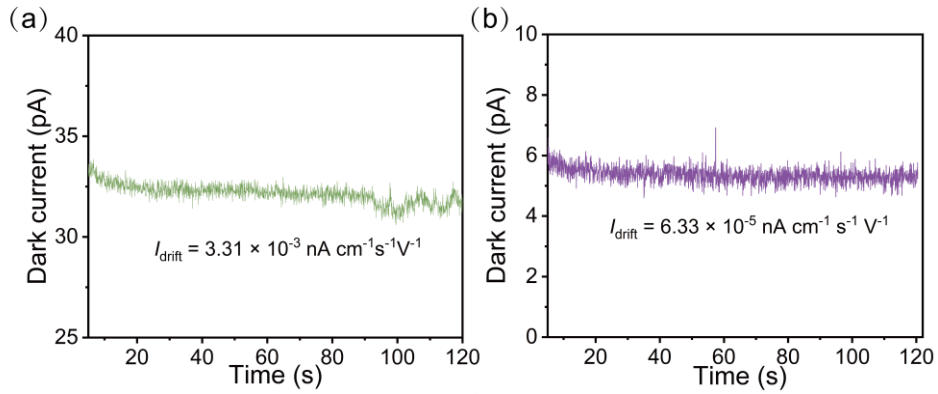 (a)
40
35
30
25
Dark current (pA)
I_drift = 3.31 × 10⁻³ nA cm⁻¹s⁻¹V⁻¹
20 40 60 80 100 120
Time (s)
(b)
10
8
6
4
2
0
Dark current (pA)
I_drift = 6.33 × 10⁻⁵ nA cm⁻¹ s⁻¹ V⁻¹
20 40 60 80 100 120
Time (s)